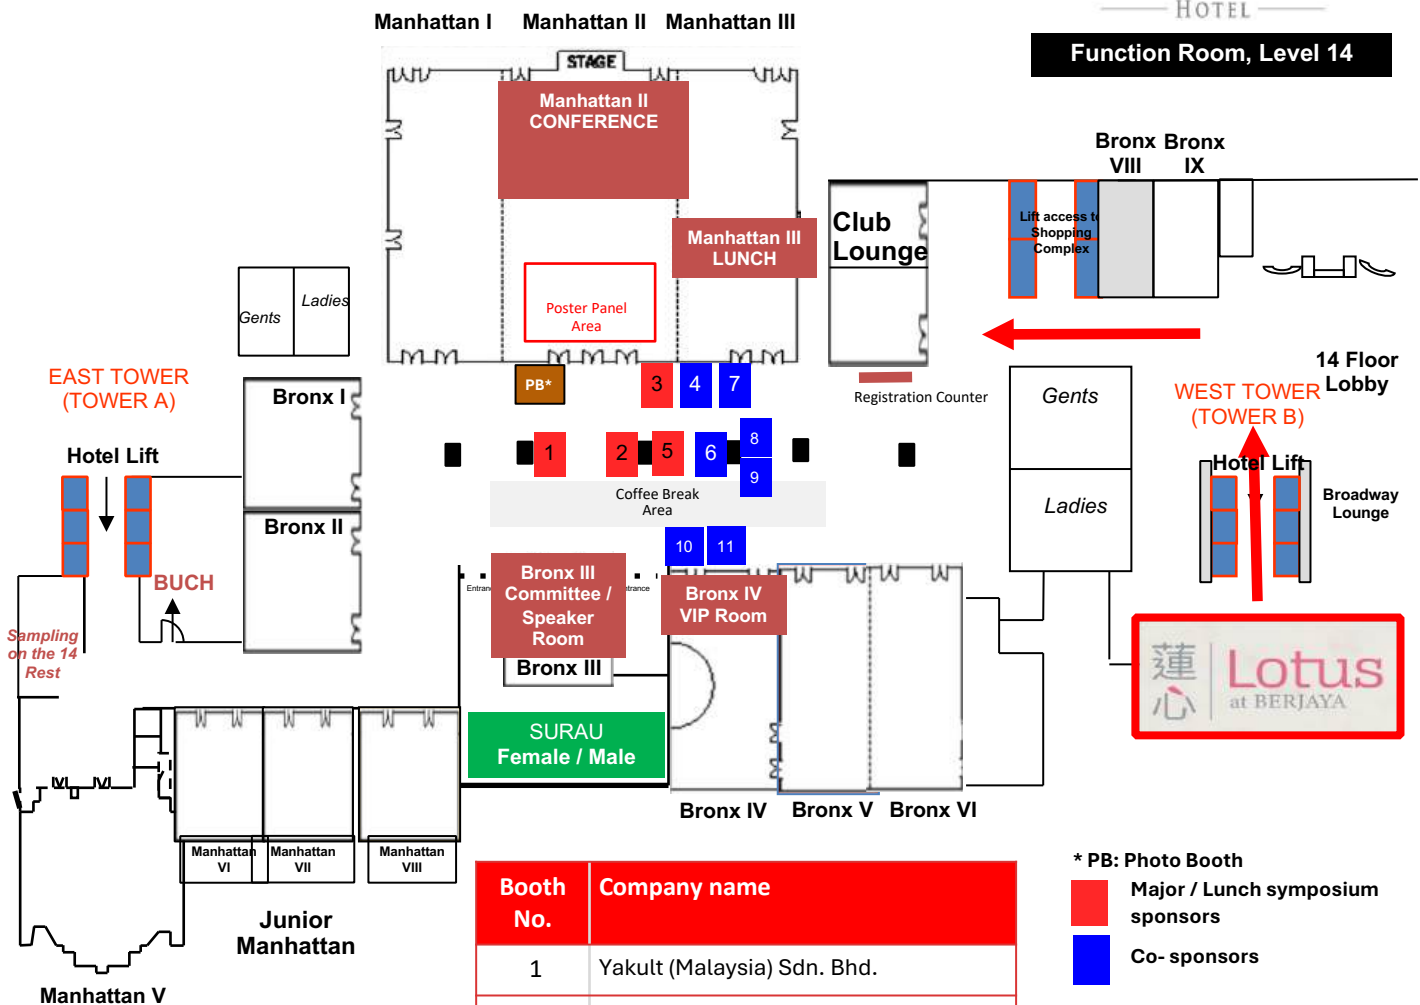 HOTEL
Function Room, Level 14
Manhattan I
Manhattan II
Manhattan III
STAGE
Manhattan II
CONFERENCE
Manhattan III
LUNCH
Poster Panel
Area
Club
Lounge
Bronx
VIII
Bronx
IX
Lift access to
Shopping
Complex
Gents
Ladies
EAST TOWER
(TOWER A)
Hotel Lift
Bronx I
Bronx II
BUCH
Sampling
on the 14
Rest
PB*
3
4
7
1
2
5
6
8
9
Coffee Break
Area
10
11
Registration Counter
Gents
Ladies
14 Floor
Lobby
WEST TOWER
(TOWER B)
Hotel Lift
Broadway
Lounge
蓮心
Lotus
at BERJAYA
Bronx III
Committee /
Speaker
Room
Bronx III
Bronx IV
VIP Room
SURAU
Female / Male
Bronx IV
Bronx V
Bronx VI
Manhattan
VI
Manhattan
VII
Manhattan
VIII
Junior
Manhattan
Manhattan V
Booth
No.
Company name
1
Yakult (Malaysia) Sdn. Bhd.
* PB: Photo Booth
Major / Lunch symposium
sponsors
Co- sponsors